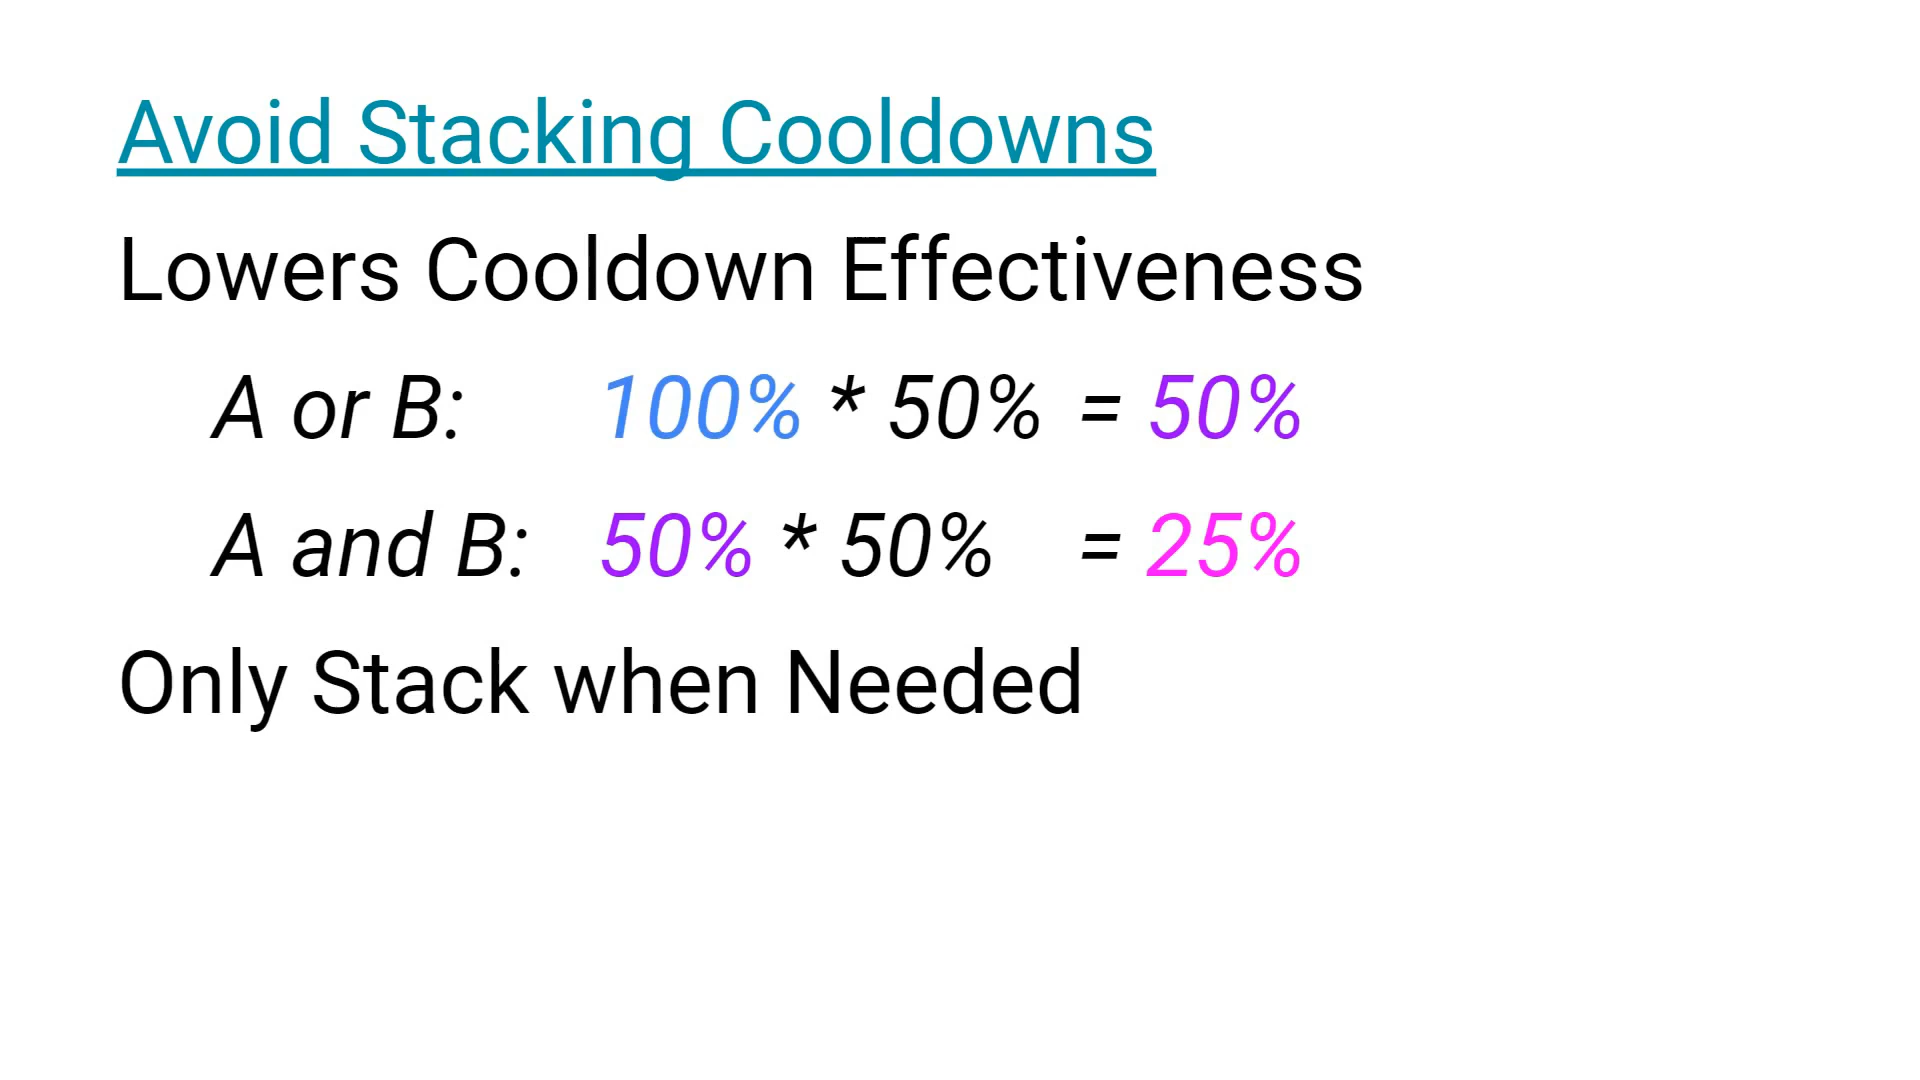 Avoid Stacking Cooldowns
Lowers Cooldown Effectiveness
A or B: 100% * 50% = 50%
A and B: 50% * 50% = 25%
Only Stack when Needed